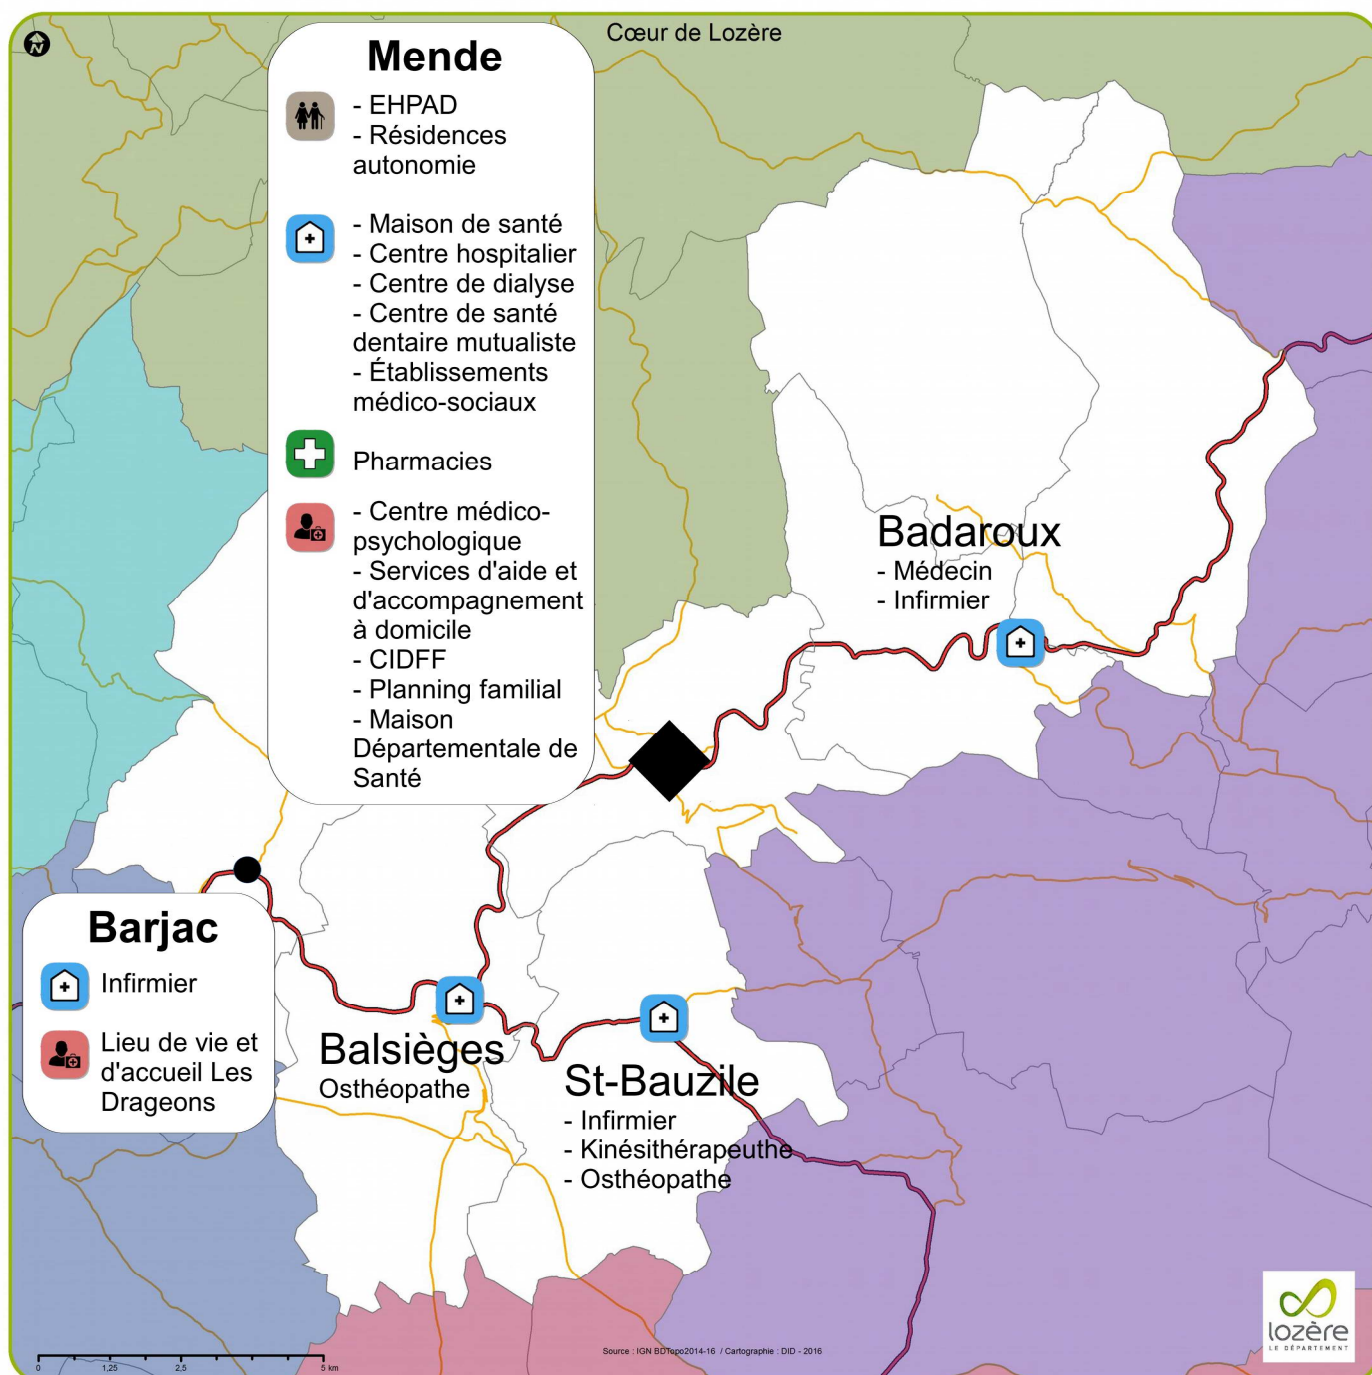 Cœur de Lozère
N
Mende
- EHPAD
- Résidences
autonomie
- Maison de santé
- Centre hospitalier
- Centre de dialyse
- Centre de santé
dentaire mutualiste
- Établissements
médico-sociaux
Pharmacies
- Centre médico-
psychologique
- Services d'aide et
d'accompagnement
à domicile
- CIDFF
- Planning familial
- Maison
Départementale de
Santé
Badaroux
- Médecin
- Infirmier
Barjac
Infirmier
Lieu de vie et
d'accueil Les
Drageons
Balsièges
Osthéopathe
St-Bauzile
- Infirmier
- Kinésithérapeuthe
- Osthéopathe
0 1,25 2,5 5 km
Source : IGN BDTopo2014-16 / Cartographie : DID - 2016
lozère
LE DÉPARTEMENT